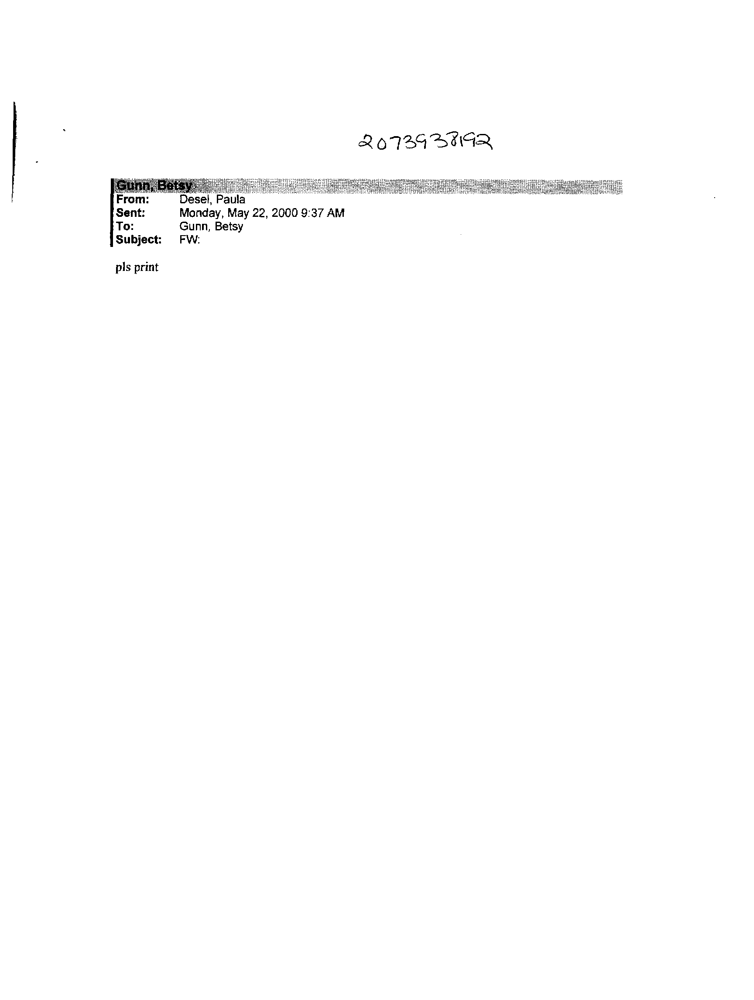 2073938192
Gunn, Betsy
From: Desel, Paula
Sent: Monday, May 22, 2000 9:37 AM
To: Gunn, Betsy
Subject: FW:
pls print